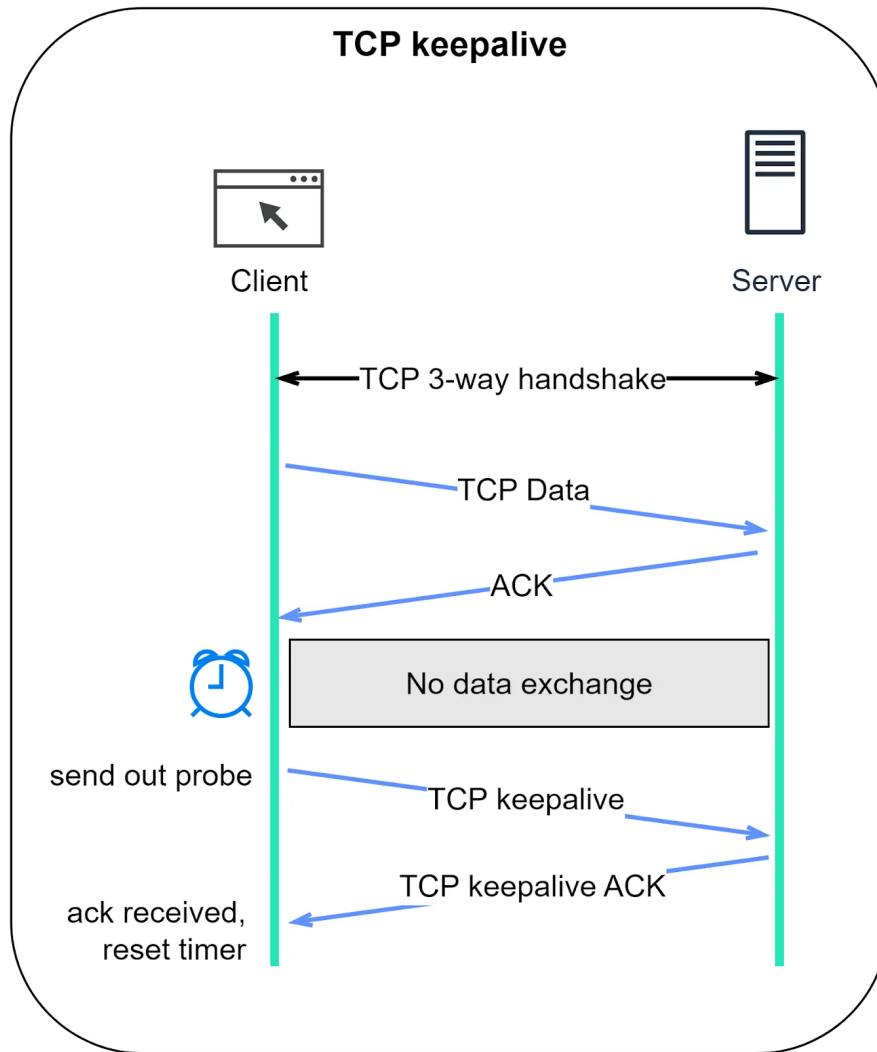 TCP keepalive
Client
Server
TCP 3-way handshake
TCP Data
ACK
No data exchange
send out probe
TCP keepalive
TCP keepalive ACK
ack received,
reset timer